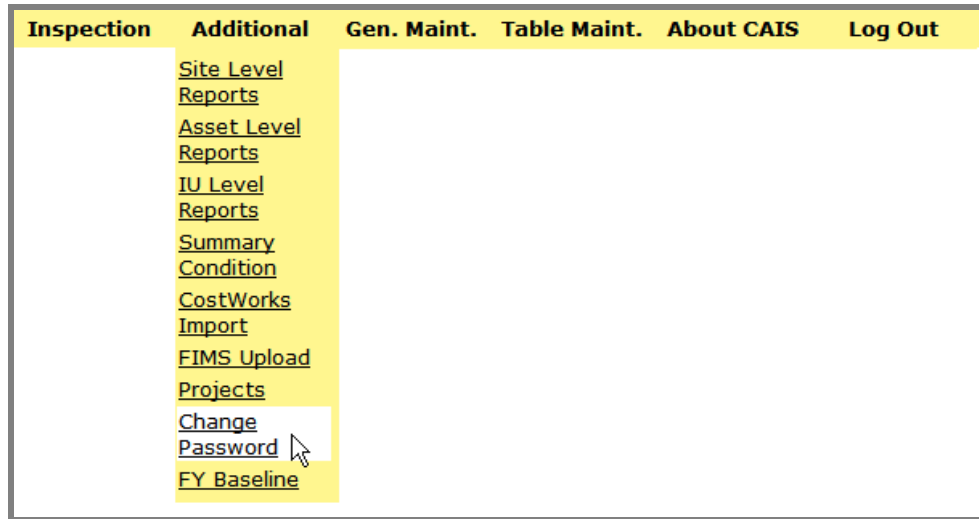 Inspection Additional Gen. Maint. Table Maint. About CAIS Log Out
Site Level
Reports
Asset Level
Reports
IU Level
Reports
Summary
Condition
CostWorks
Import
FIMS Upload
Projects
Change
Password
FY Baseline